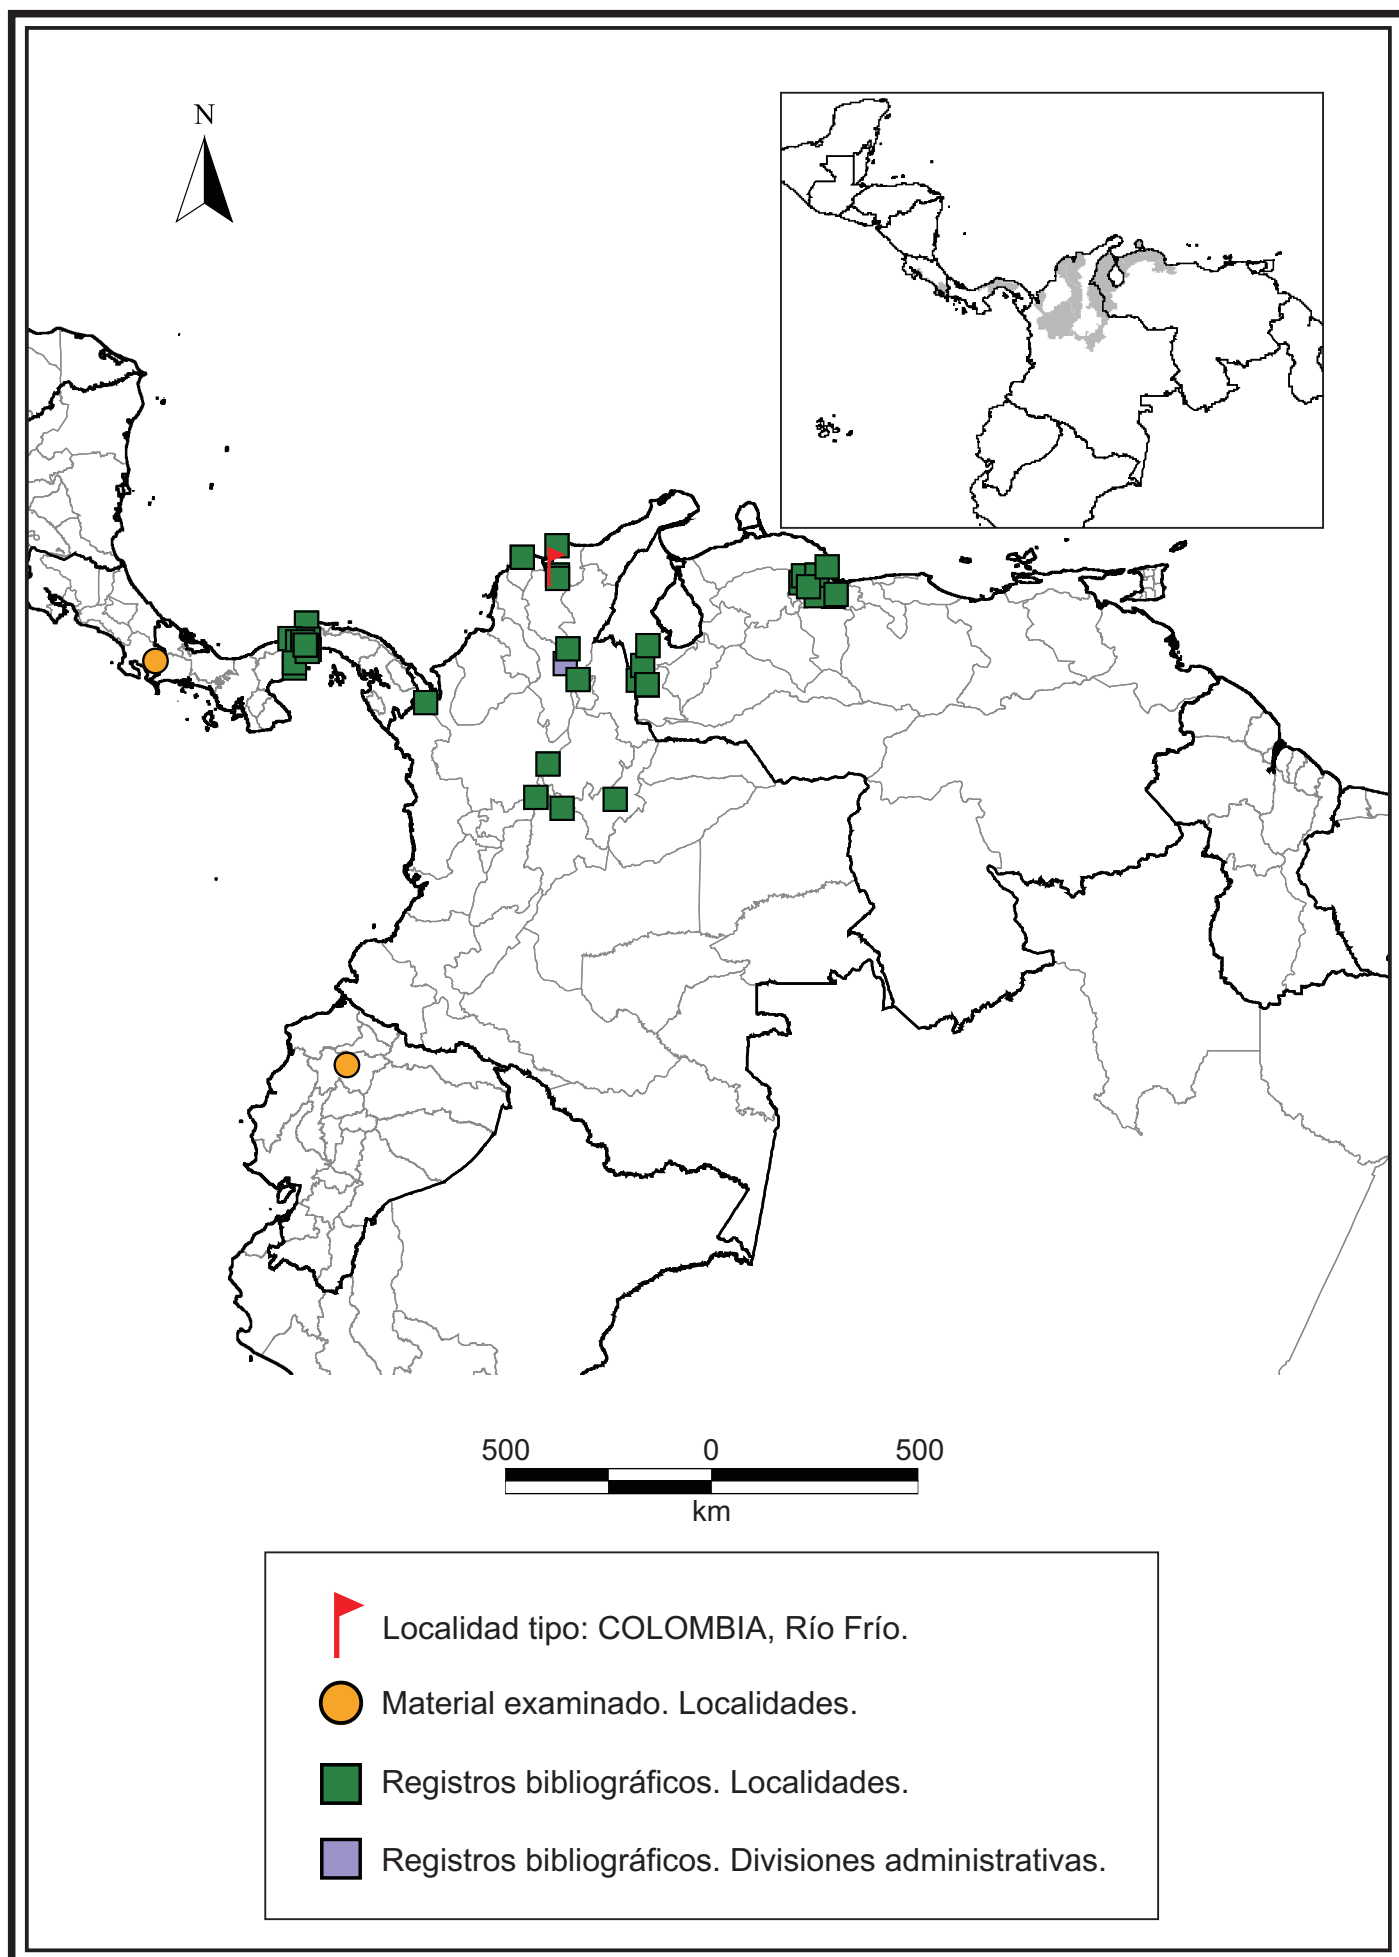 N
500 0 500
km
Localidad tipo: COLOMBIA, Río Frío.
Material examinado. Localidades.
Registros bibliográficos. Localidades.
Registros bibliográficos. Divisiones administrativas.